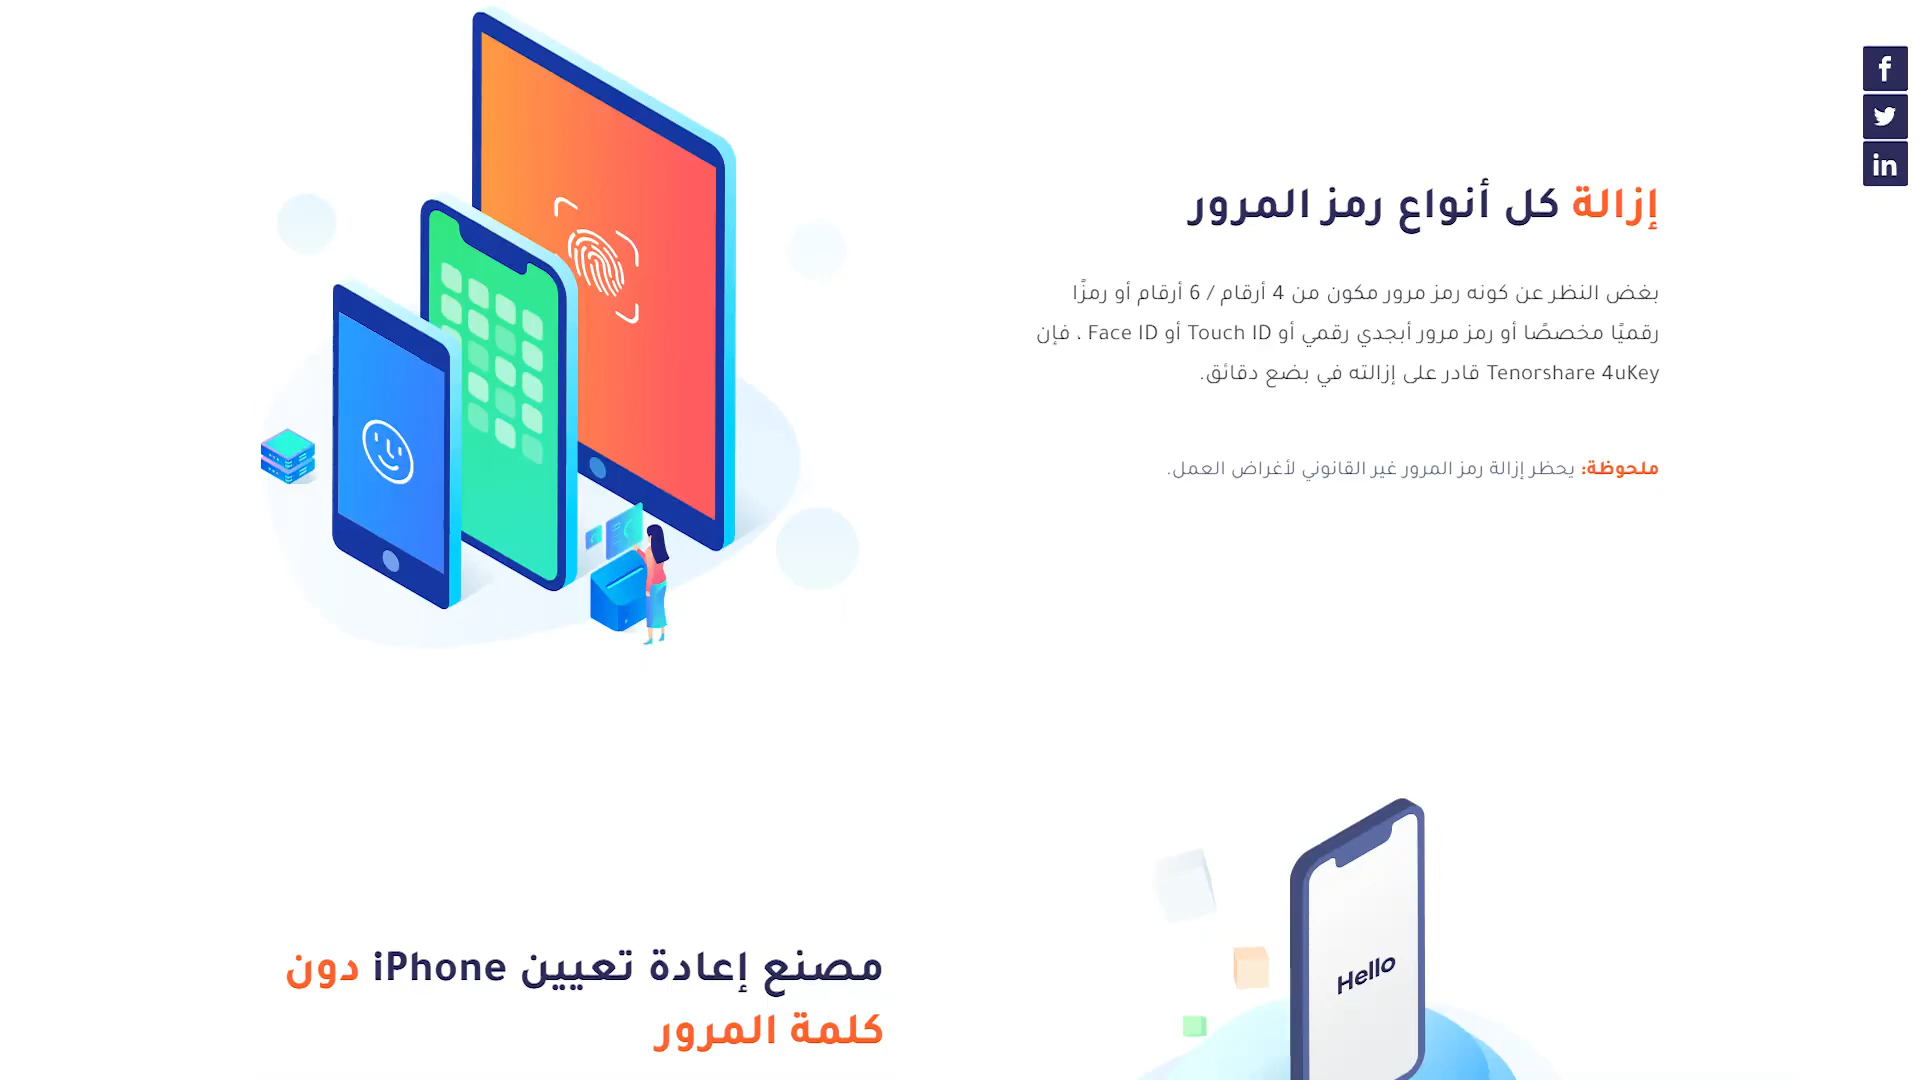 إزالة كل أنواع رمز المرور
بغض النظر عن كونه رمز مرور مكون من 4 أرقام / 6 أرقام أو رمزًا
رقميًا مخصصًا أو رمز مرور أبجدي رقمي أو Touch ID أو Face ID ، فإن
Tenorshare 4uKey قادر على إزالته في بضع دقائق.
ملحوظة: يحظر إزالة رمز المرور غير القانوني لأغراض العمل.
Hello
مصنع إعادة تعيين iPhone دون
كلمة المرور